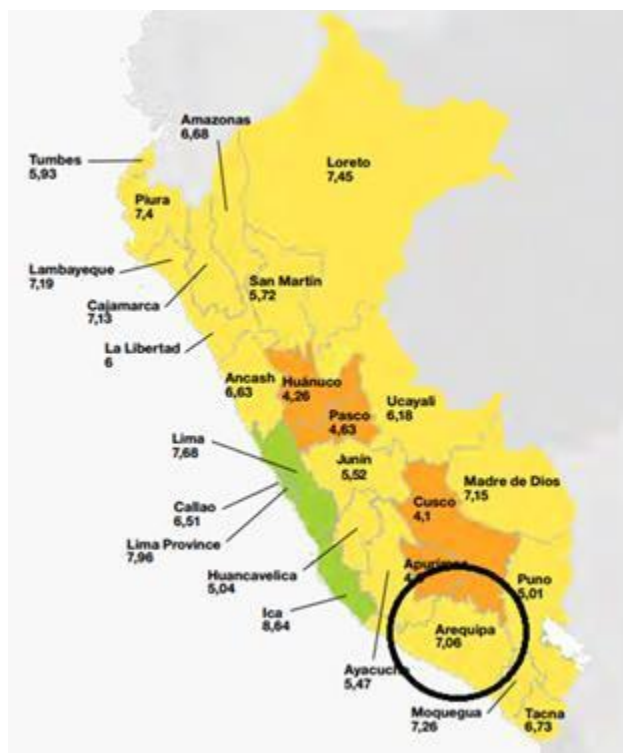 Amazonas
6,68
Tumbes
5,93
Loreto
7,45
Piura
7,4
Lambayeque
7,19
San Martín
5,72
Cajamarca
7,13
La Libertad
6
Ancash
6,63
Huánuco
4,26
Ucayali
6,18
Pasco
4,63
Lima
7,68
Junín
5,52
Madre de Dios
7,15
Cusco
4,1
Callao
6,51
Lima Province
7,96
Huancavelica
5,04
Puno
5,01
Ica
8,64
Arequipa
7,06
Ayacucho
5,47
Moquegua
7,26
Tacna
6,73